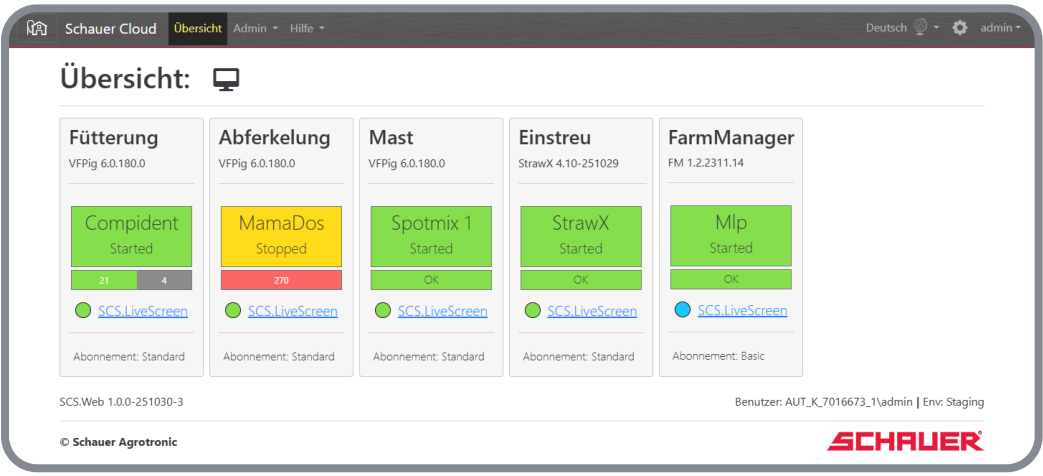 Schauer Cloud Übersicht Admin Hilfe Deutsch admin
Übersicht:
Fütterung
VFPig 6.0.180.0
Compident
Started
21 4
SCS.LiveScreen
Abonnement: Standard
Abferkelung
VFPig 6.0.180.0
MamaDos
Stopped
270
SCS.LiveScreen
Abonnement: Standard
Mast
VFPig 6.0.180.0
Spotmix 1
Started
OK
SCS.LiveScreen
Abonnement: Standard
Einstreu
StrawX 4.10-251029
StrawX
Started
OK
SCS.LiveScreen
Abonnement: Standard
FarmManager
FM 1.2.2311.14
Mlp
Started
OK
SCS.LiveScreen
Abonnement: Basic
SCS.Web 1.0.0-251030-3
Benutzer: AUT_K_7016673_1\admin | Env: Staging
© Schauer Agrotronic
SCHAUER